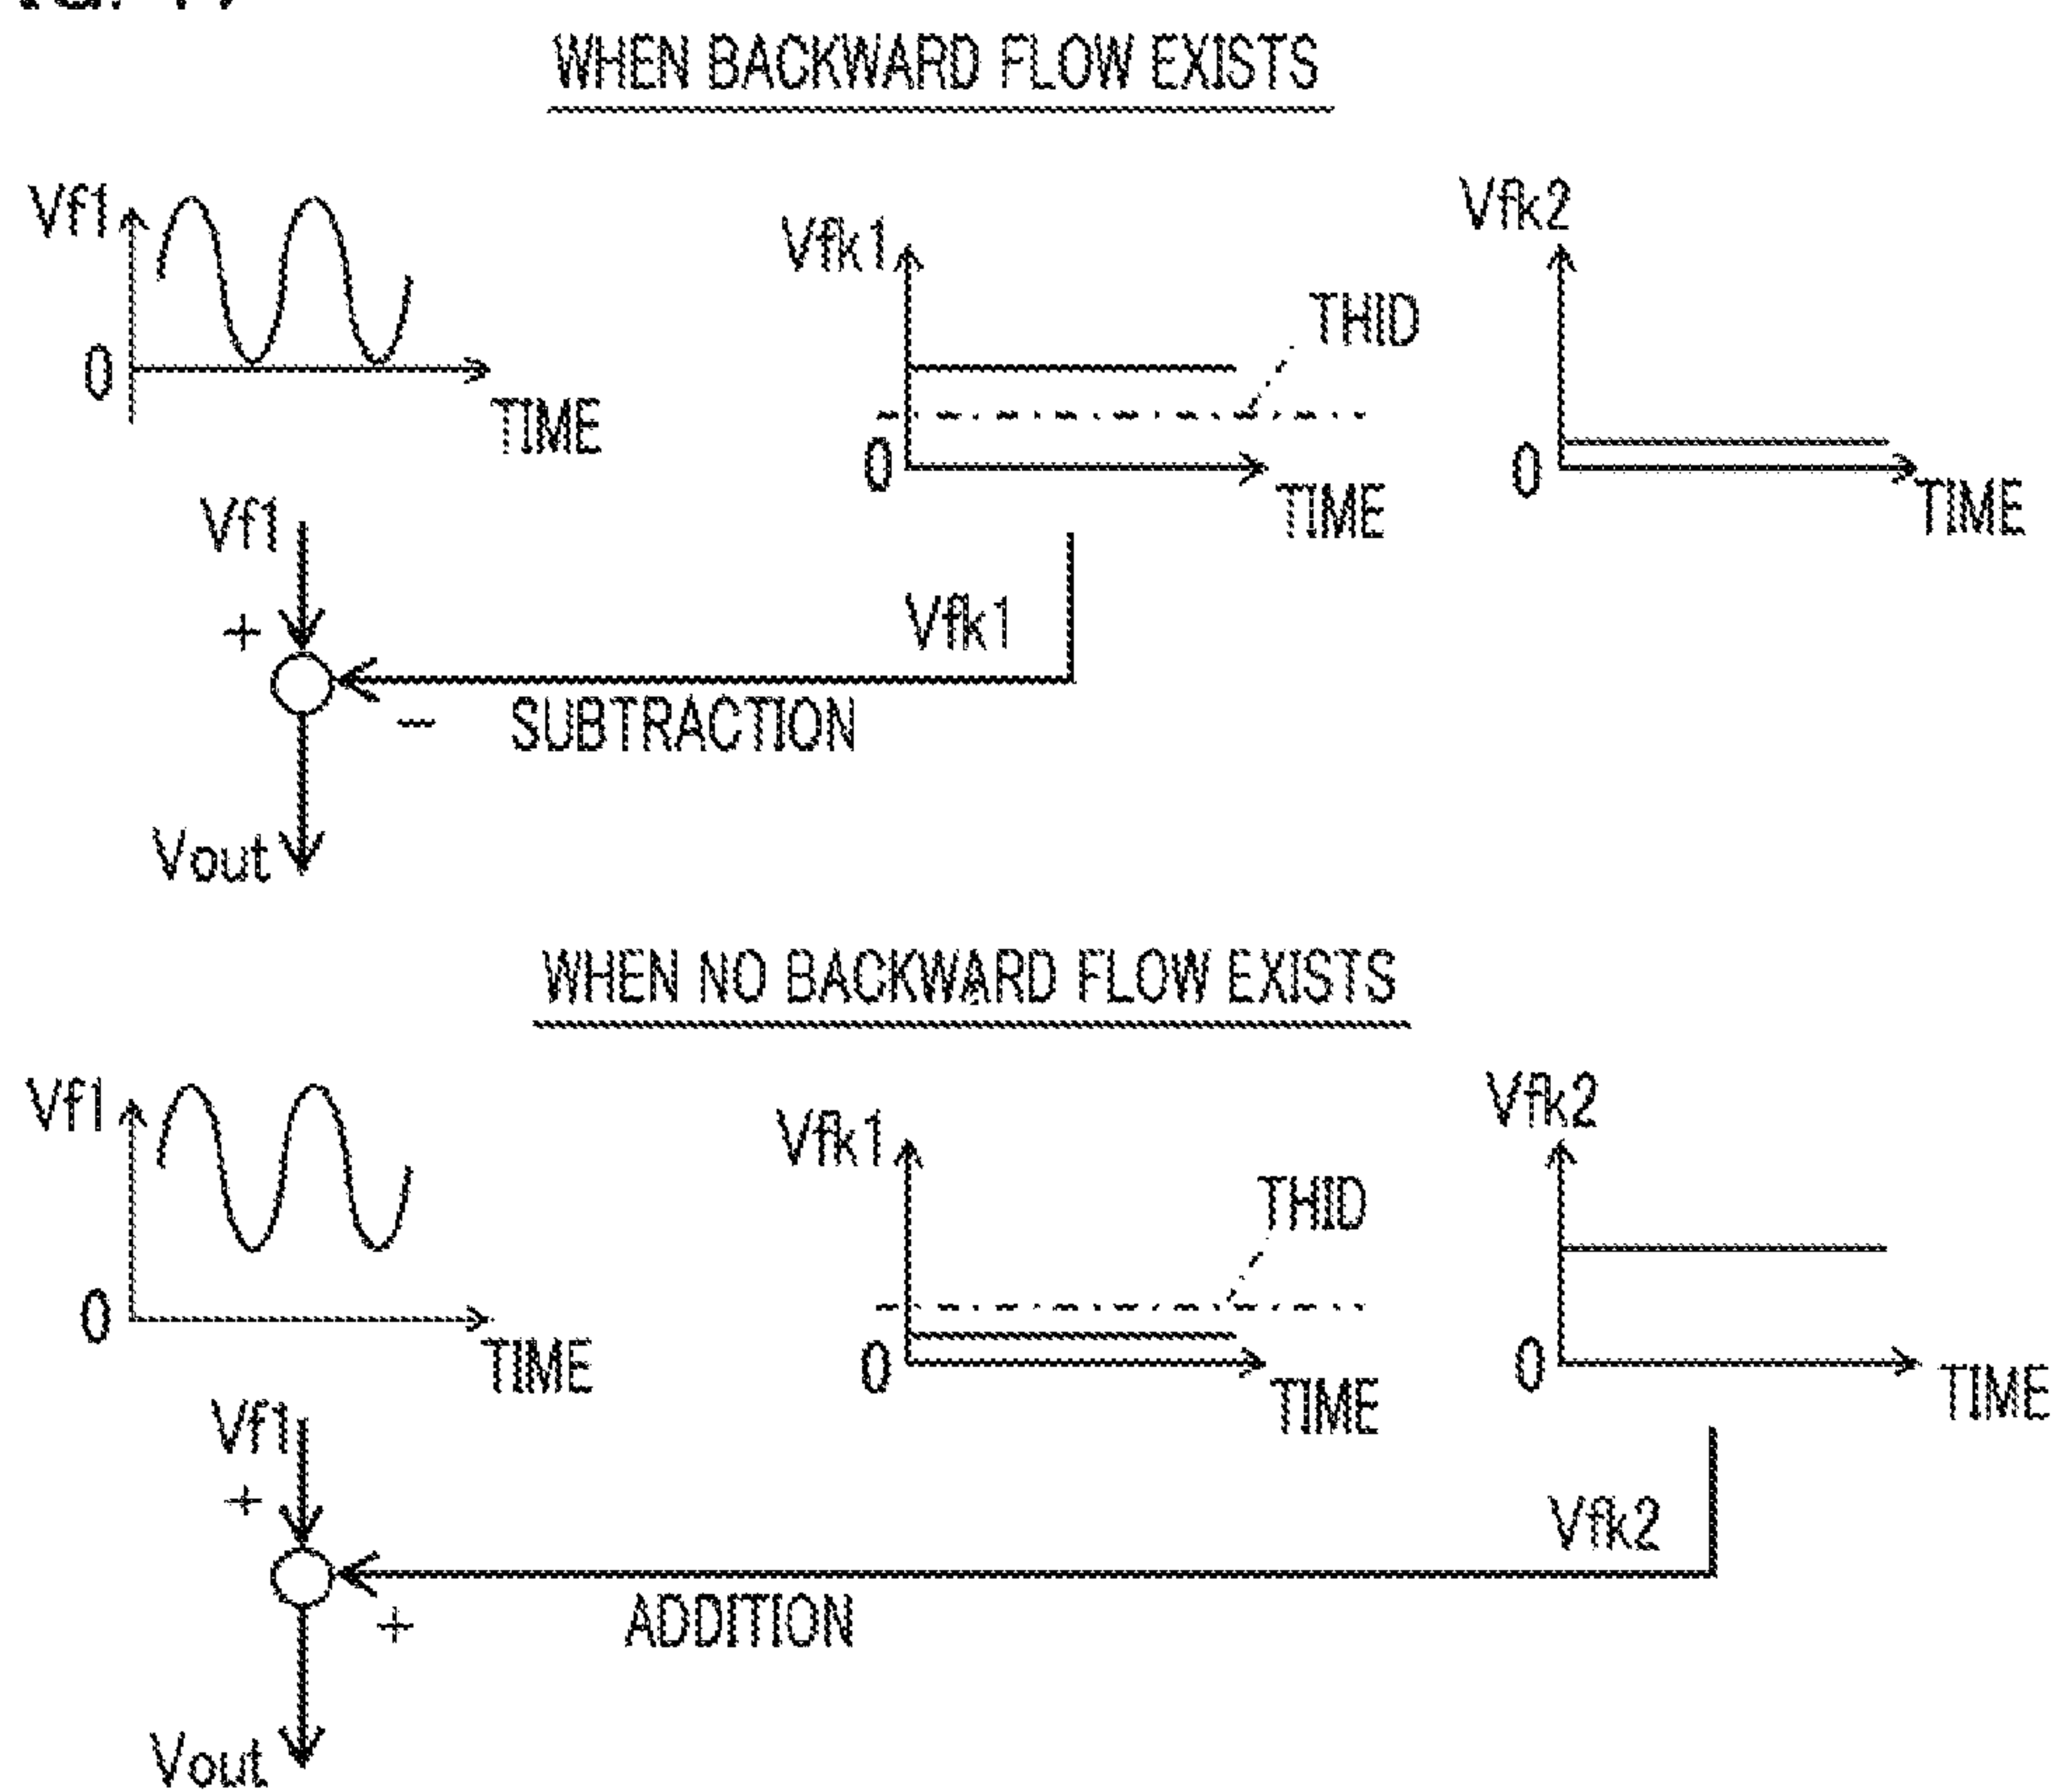 WHEN BACKWARD FLOW EXISTS
Vf1
0
TIME
Vfk1
THID
0
TIME
Vfk2
0
TIME
Vf1
+
Vfk1
−
SUBTRACTION
Vout
WHEN NO BACKWARD FLOW EXISTS
Vf1
0
TIME
Vfk1
THID
0
TIME
Vfk2
0
TIME
Vf1
+
Vfk2
+
ADDITION
Vout